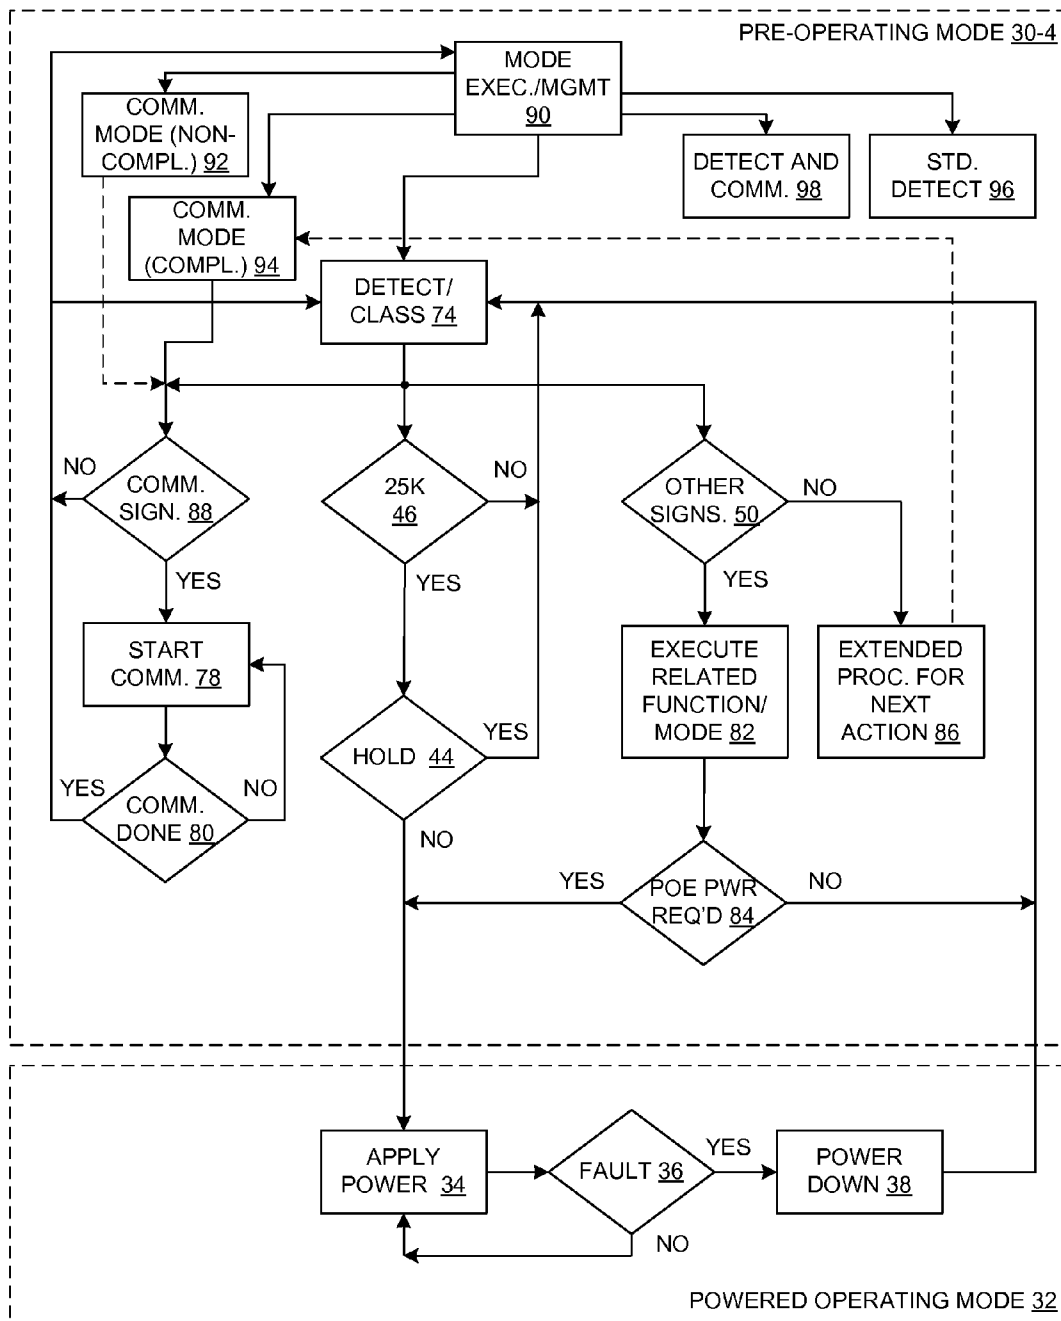 PRE-OPERATING MODE 30-4
MODE
EXEC./MGMT
90
COMM.
MODE (NON-
COMPL.) 92
DETECT AND
COMM. 98
STD.
DETECT 96
COMM.
MODE
(COMPL.) 94
DETECT/
CLASS 74
NO
COMM.
SIGN. 88
YES
25K
46
NO
YES
OTHER
SIGNS. 50
NO
YES
START
COMM. 78
EXECUTE
RELATED
FUNCTION/
MODE 82
EXTENDED
PROC. FOR
NEXT
ACTION 86
HOLD 44
YES
NO
YES
COMM.
DONE 80
NO
YES
POE PWR
REQ'D 84
NO
APPLY
POWER 34
FAULT 36
YES
NO
POWER
DOWN 38
POWERED OPERATING MODE 32